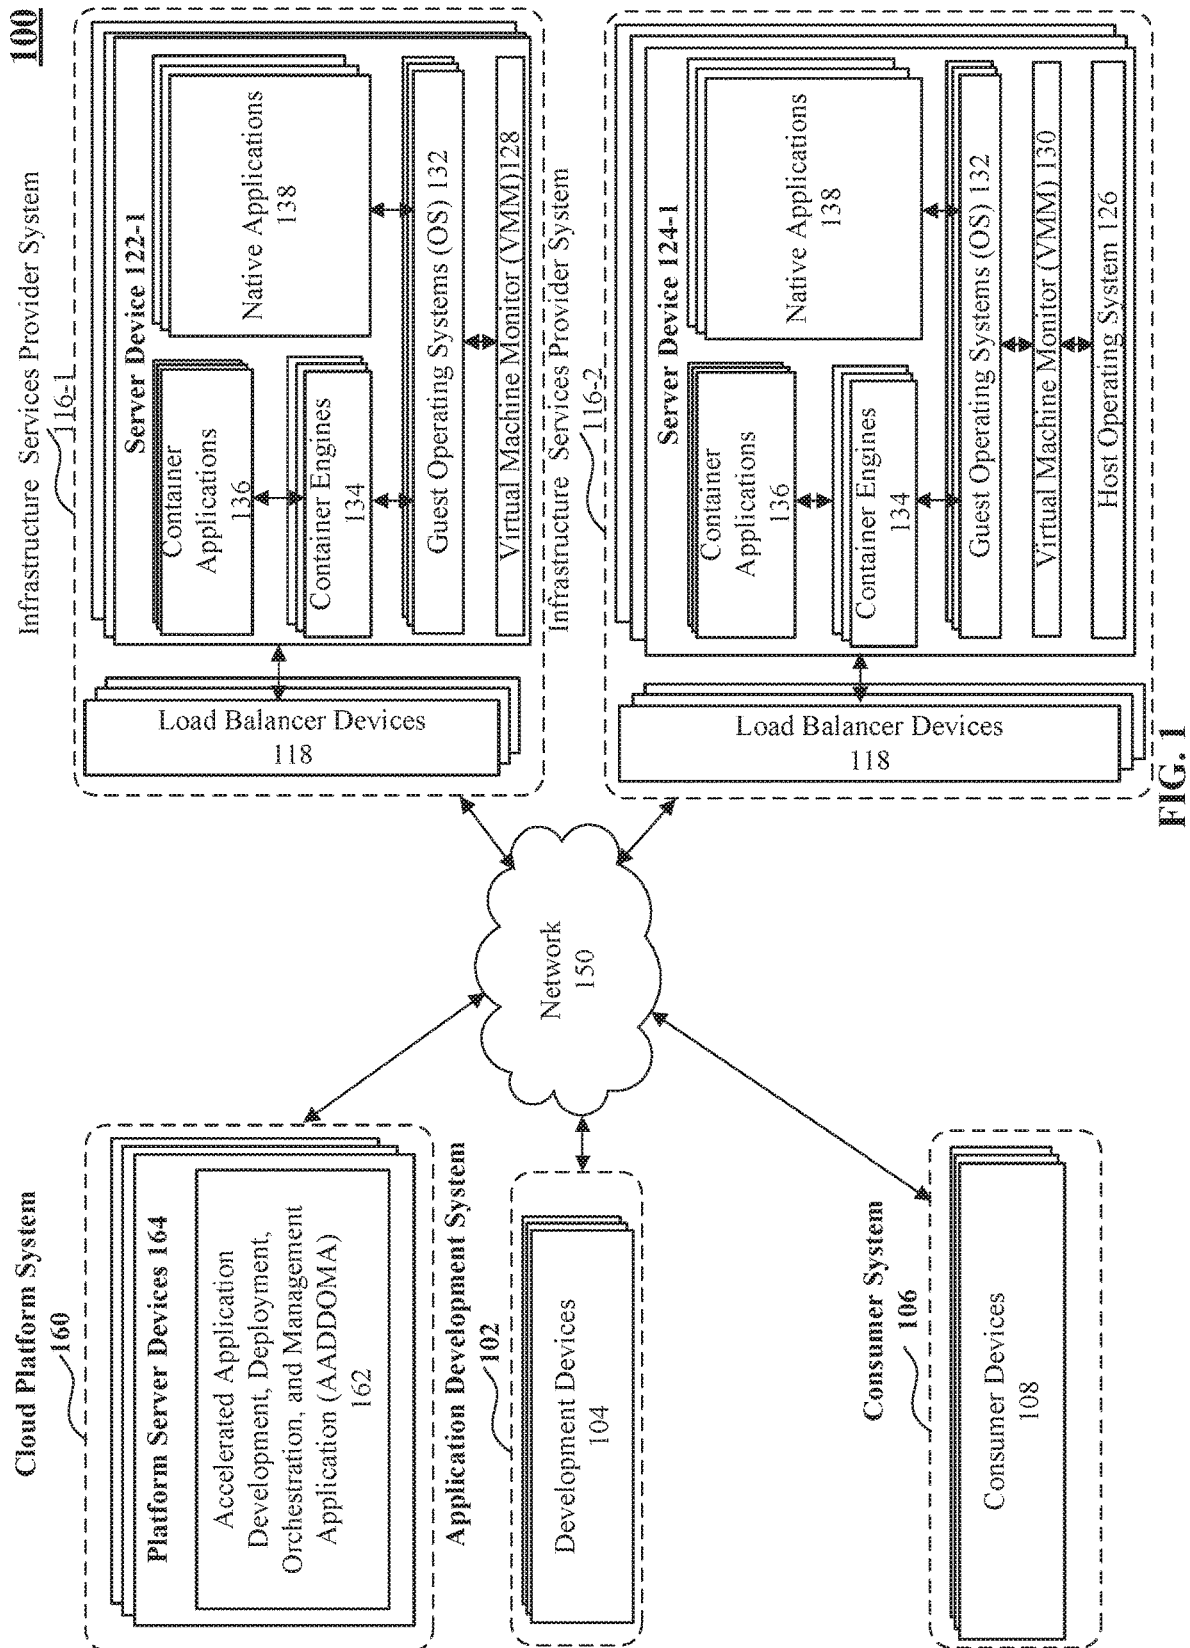 100
Cloud Platform System
160
Platform Server Devices 164
Accelerated Application
Development, Deployment,
Orchestration, and Management
Application (AADDOMA)
162
Application Development System
102
Development Devices
104
Consumer System
106
Consumer Devices
108
Network
150
Infrastructure Services Provider System
116-1
Load Balancer Devices
118
Server Device 122-1
Container
Applications
136
Native Applications
138
Container Engines
134
Guest Operating Systems (OS) 132
Virtual Machine Monitor (VMM)128
Infrastructure Services Provider System
116-2
Load Balancer Devices
118
Server Device 124-1
Container
Applications
136
Native Applications
138
Container Engines
134
Guest Operating Systems (OS) 132
Virtual Machine Monitor (VMM) 130
Host Operating System 126
FIG. 1